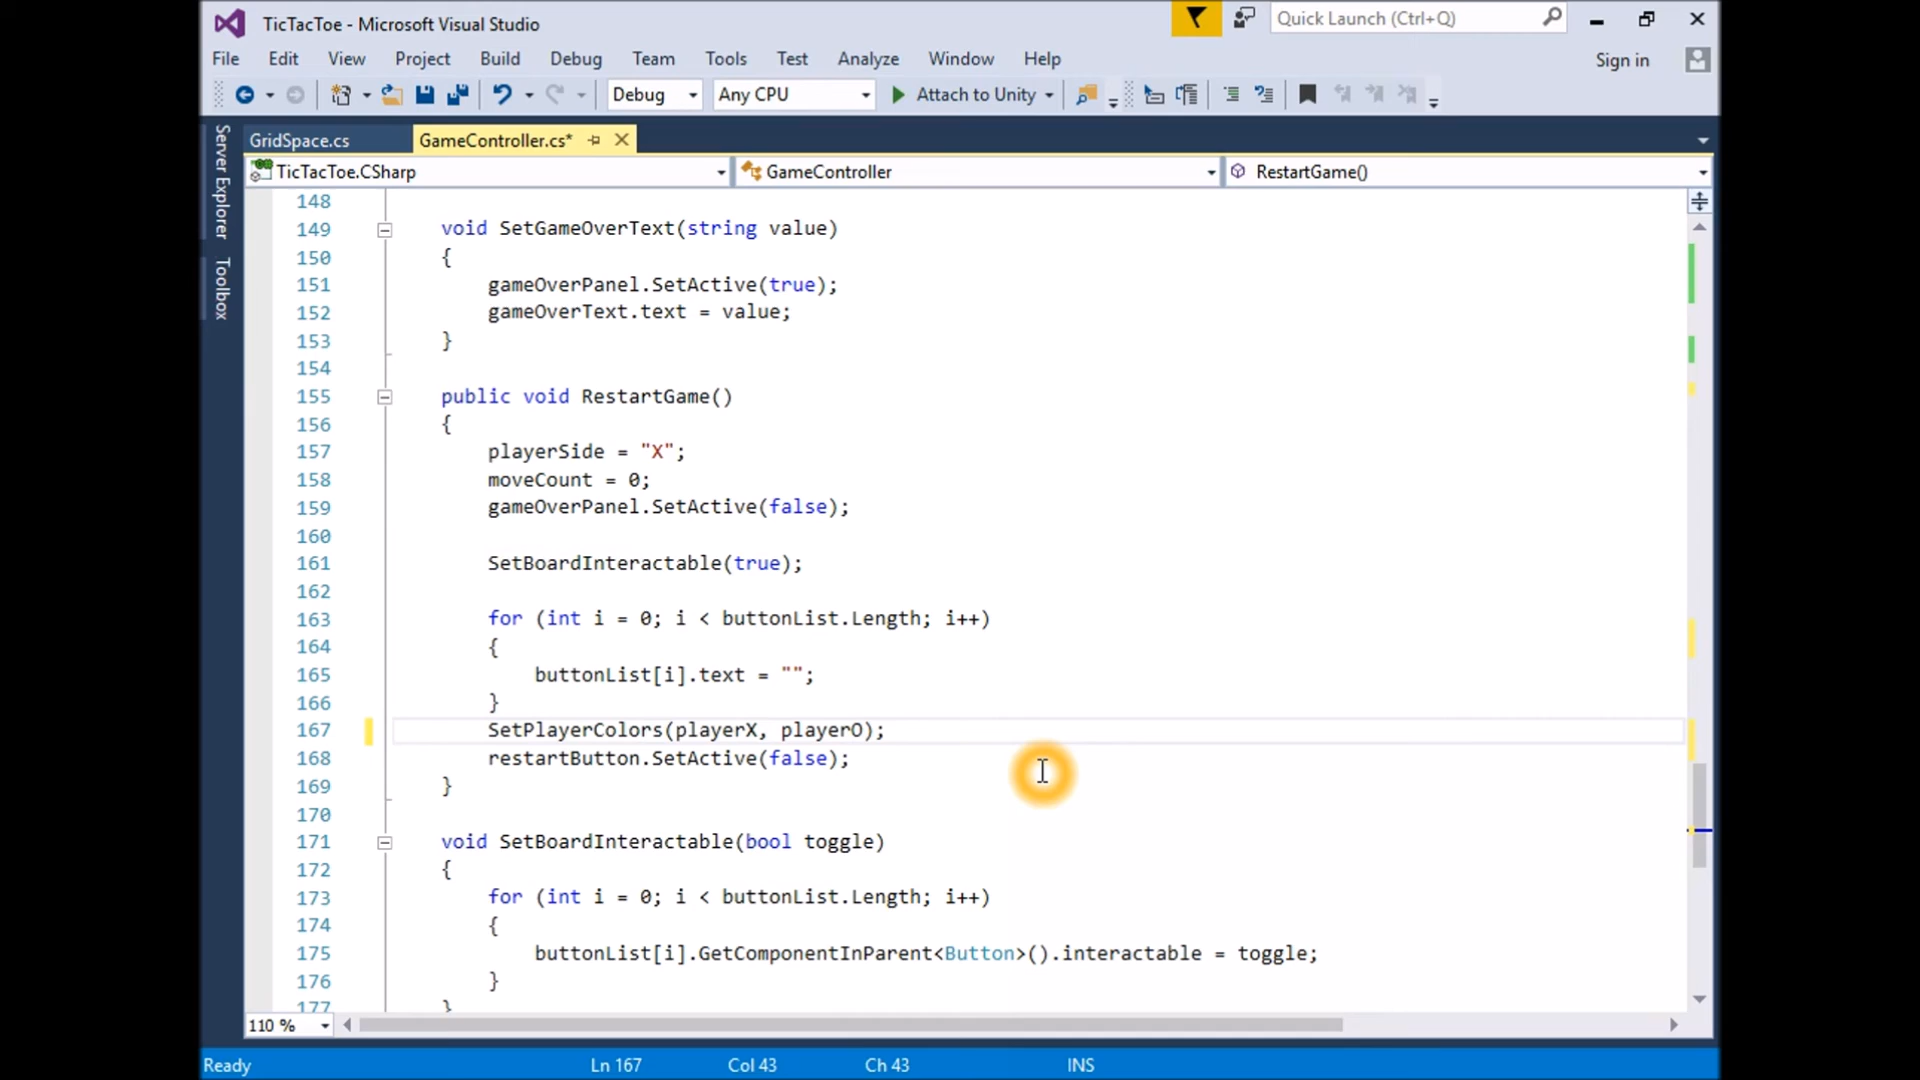 TicTacToe - Microsoft Visual Studio
Quick Launch (Ctrl+Q)
File Edit View Project Build Debug Team Tools Test Analyze Window Help
Sign in
Debug Any CPU Attach to Unity
Server Explorer
Toolbox
GridSpace.cs GameController.cs*
TicTacToe.CSharp GameController RestartGame()
148
149 void SetGameOverText(string value)
150 {
151 gameOverPanel.SetActive(true);
152 gameOverText.text = value;
153 }
154
155 public void RestartGame()
156 {
157 playerSide = "X";
158 moveCount = 0;
159 gameOverPanel.SetActive(false);
160
161 SetBoardInteractable(true);
162
163 for (int i = 0; i < buttonList.Length; i++)
164 {
165 buttonList[i].text = "";
166 }
167 SetPlayerColors(playerX, playerO);
168 restartButton.SetActive(false);
169 }
170
171 void SetBoardInteractable(bool toggle)
172 {
173 for (int i = 0; i < buttonList.Length; i++)
174 {
175 buttonList[i].GetComponentInParent<Button>().interactable = toggle;
176 }
177 }
110 %
Ready Ln 167 Col 43 Ch 43 INS